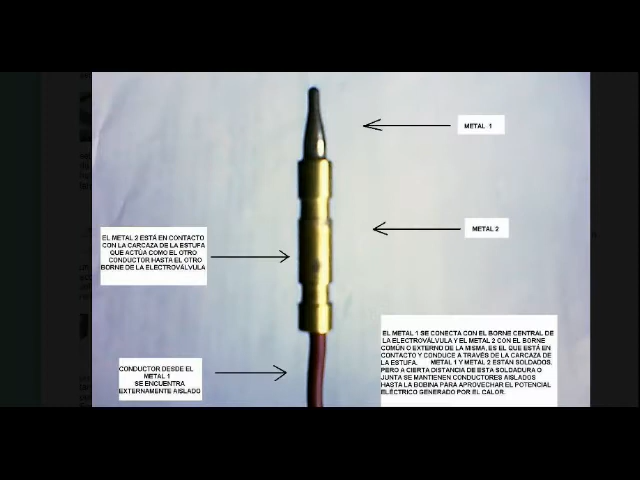 METAL 1
METAL 2
EL METAL 2 ESTÁ EN CONTACTO
CON LA CARCAZA DE LA ESTUFA
QUE ACTÚA COMO EL OTRO
CONDUCTOR HASTA EL OTRO
BORNE DE LA ELECTROVÁLVULA
EL METAL 1 SE CONECTA CON EL BORNE CENTRAL DE
LA ELECTROVÁLVULA Y EL METAL 2 CON EL BORNE
COMÚN O EXTERNO DE LA MISMA, ES EL QUE ESTÁ EN
CONTACTO Y CONDUCE A TRAVÉS DE LA CARCAZA DE
LA ESTUFA. METAL 1 Y METAL 2 ESTÁN SOLDADOS.
PERO A CIERTA DISTANCIA DE ESTA SOLDADURA O
JUNTA SE MANTIENEN CONDUCTORES AISLADOS
HASTA LA BOBINA PARA APROVECHAR EL POTENCIAL
ELÉCTRICO GENERADO POR EL CALOR.
CONDUCTOR DESDE EL
METAL 1
SE ENCUENTRA
EXTERNAMENTE AISLADO